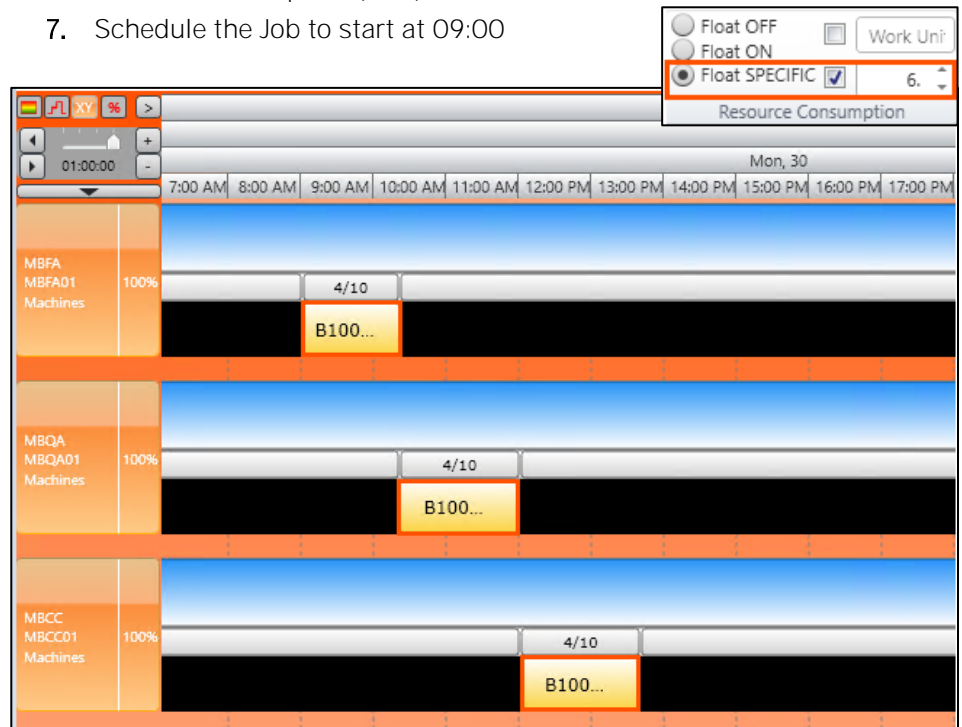 7. Schedule the Job to start at 09:00
Float OFF
Work Uni
Float ON
Float SPECIFIC
6.
Resource Consumption
XY % >
+
01:00:00 -
Mon, 30
7:00 AM 8:00 AM 9:00 AM 10:00 AM 11:00 AM 12:00 PM 13:00 PM 14:00 PM 15:00 PM 16:00 PM 17:00 PM
MBFA
MBFA01 100%
Machines
4/10
B100...
MBQA
MBQA01 100%
Machines
4/10
B100...
MBCC
MBCC01 100%
Machines
4/10
B100...